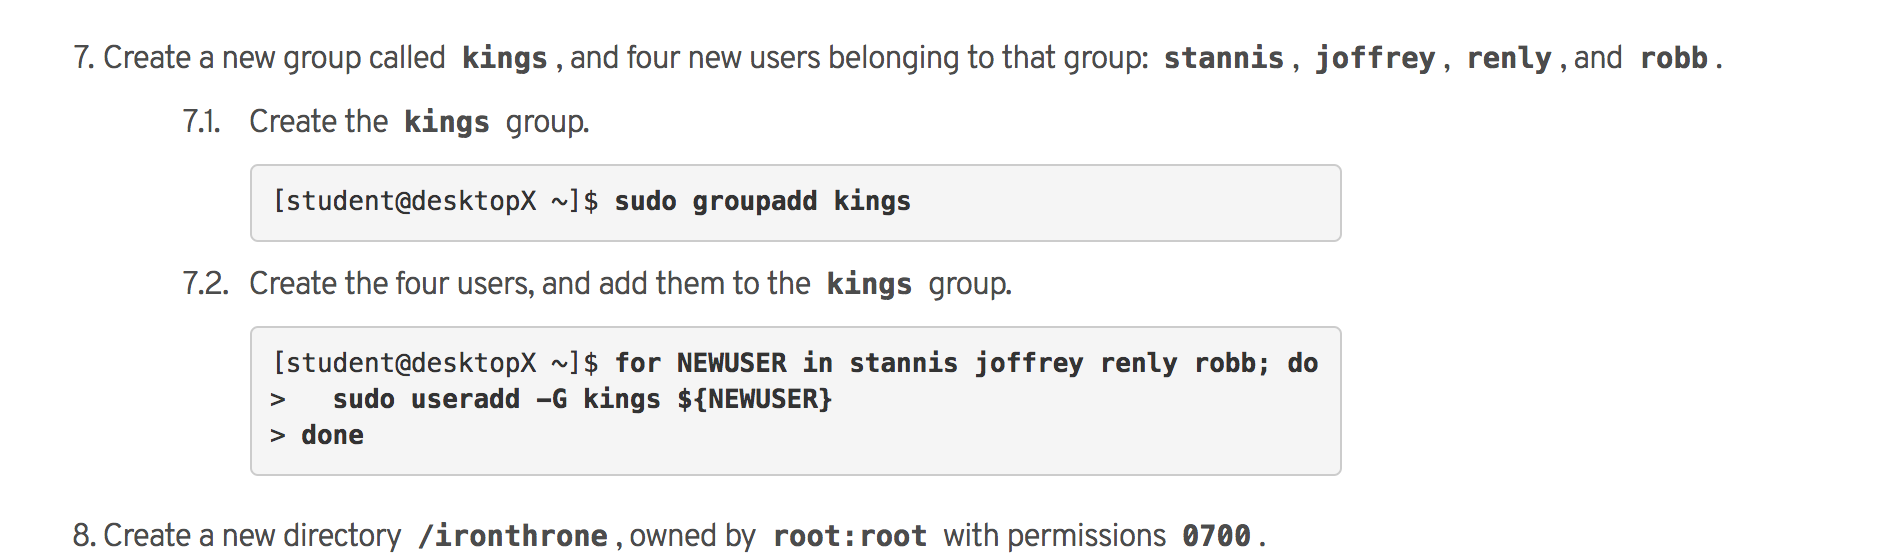 7. Create a new group called kings, and four new users belonging to that group: stannis, joffrey, renly, and robb.
7.1. Create the kings group.
[student@desktopX ~]$ sudo groupadd kings
7.2. Create the four users, and add them to the kings group.
[student@desktopX ~]$ for NEWUSER in stannis joffrey renly robb; do
>   sudo useradd –G kings ${NEWUSER}
> done
8. Create a new directory /ironthrone, owned by root:root with permissions 0700.